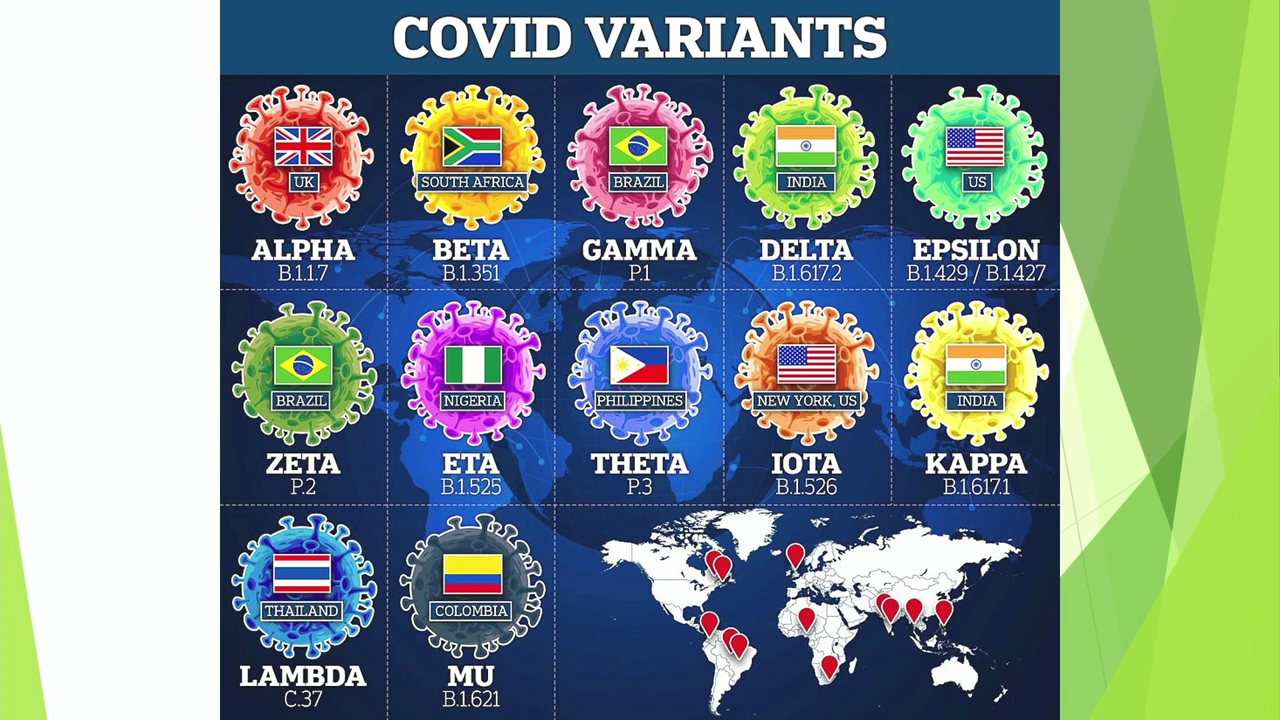 COVID VARIANTS
UK
SOUTH AFRICA
BRAZIL
INDIA
US
ALPHA
BETA
GAMMA
DELTA
EPSILON
B.1.1.7
B.1.351
P.1
B.1.617.2
B.1.429 / B.1.427
BRAZIL
NIGERIA
PHILIPPINES
NEW YORK, US
INDIA
ZETA
ETA
THETA
IOTA
KAPPA
P.2
B.1.525
P.3
B.1.526
B.1.617.1
THAILAND
COLOMBIA
LAMBDA
MU
C.37
B.1.621